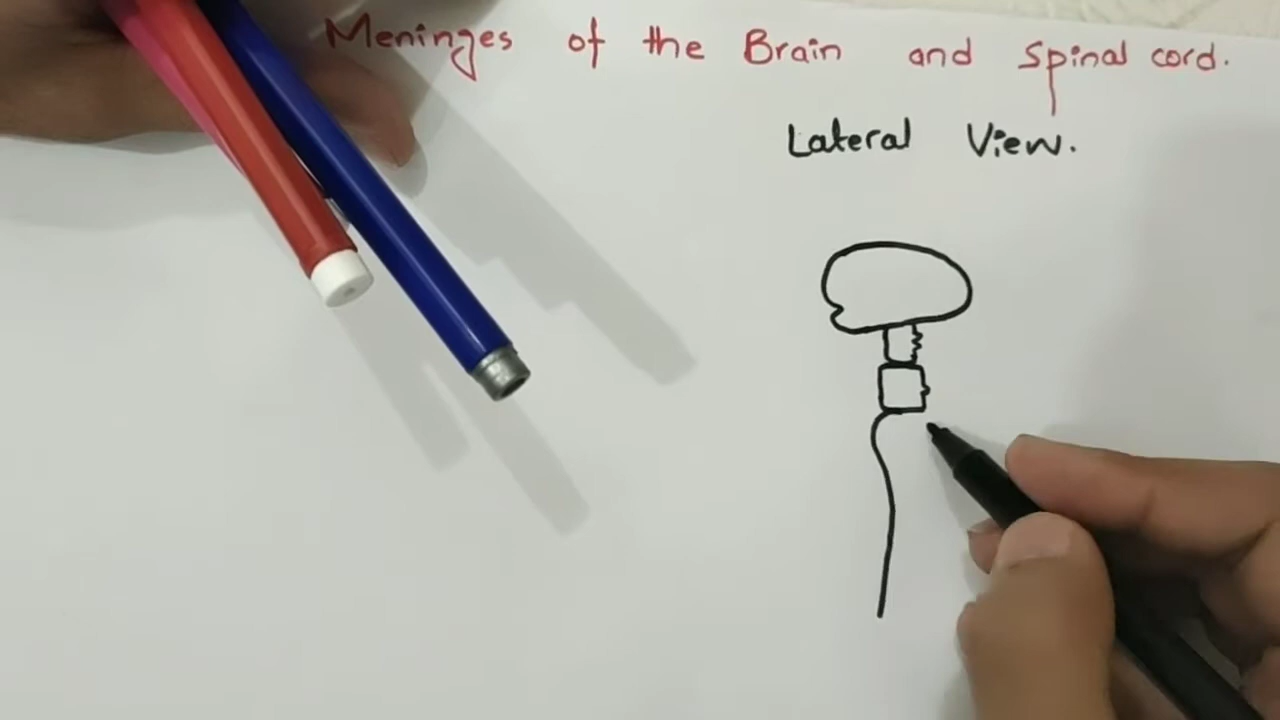 Meninges of the Brain and Spinal cord.
Lateral View.